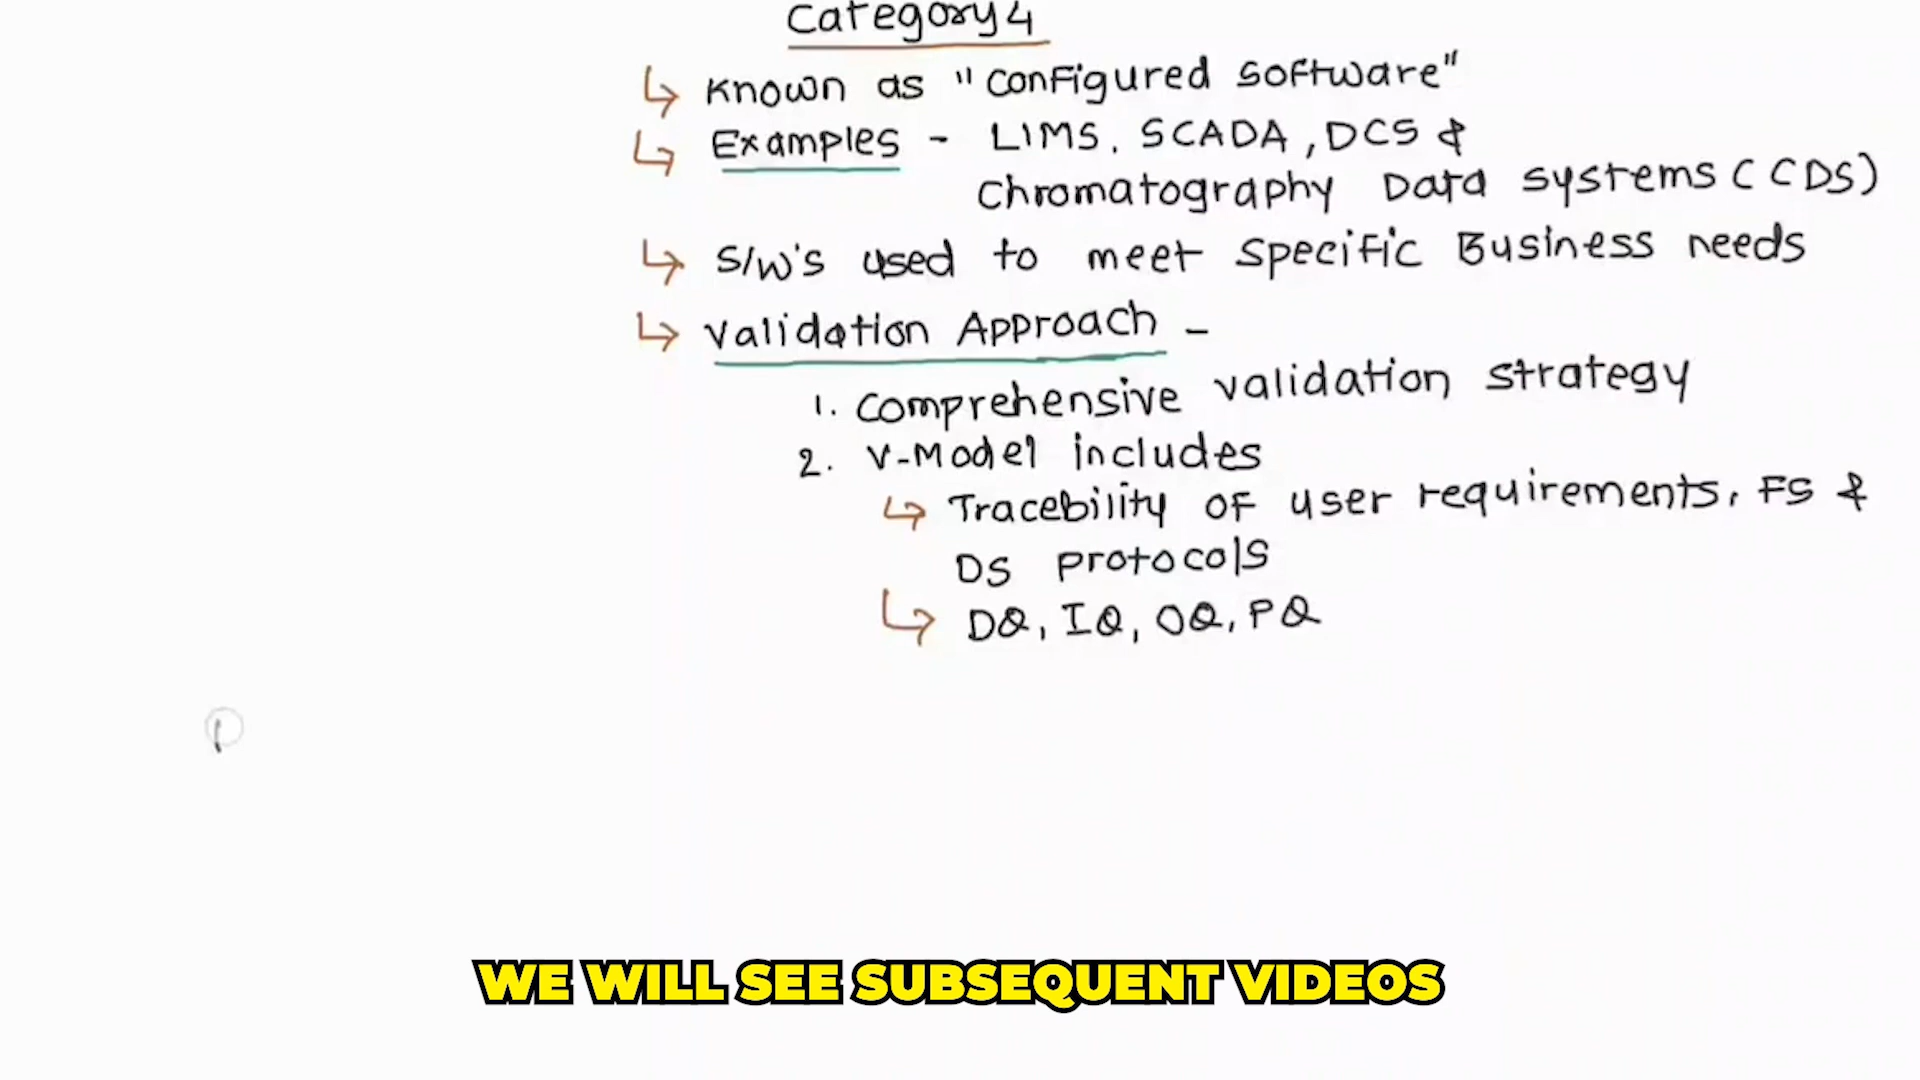 Category 4
↳ Known as "Configured Software"
↳ Examples - LIMS, SCADA, DCS &
Chromatography Data systems (CDS)
↳ S/W's used to meet Specific Business needs
↳ Validation Approach -
1. Comprehensive validation strategy
2. V-Model includes
↳ Tracebility of user requirements, FS &
DS Protocols
↳ DQ, IQ, OQ, PQ
WE WILL SEE SUBSEQUENT VIDEOS